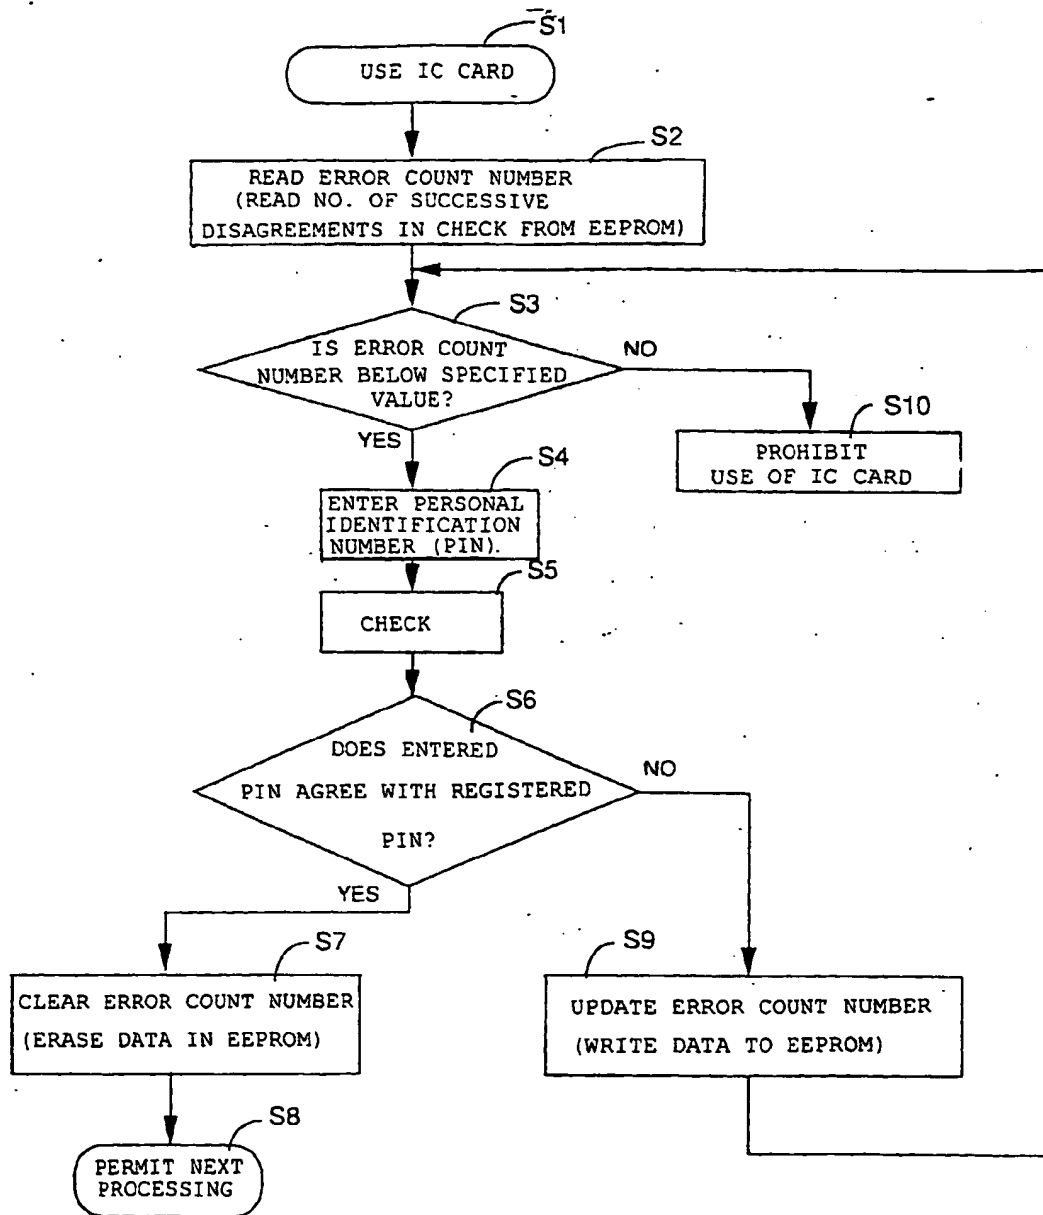 S1
USE IC CARD
S2
READ ERROR COUNT NUMBER
(READ NO. OF SUCCESSIVE
DISAGREEMENTS IN CHECK FROM EEPROM)
S3
IS ERROR COUNT
NUMBER BELOW SPECIFIED
VALUE?
NO
YES
S10
PROHIBIT
USE OF IC CARD
S4
ENTER PERSONAL
IDENTIFICATION
NUMBER (PIN).
S5
CHECK
S6
DOES ENTERED
PIN AGREE WITH REGISTERED
PIN?
NO
YES
S7
CLEAR ERROR COUNT NUMBER
(ERASE DATA IN EEPROM)
S9
UPDATE ERROR COUNT NUMBER
(WRITE DATA TO EEPROM)
S8
PERMIT NEXT
PROCESSING